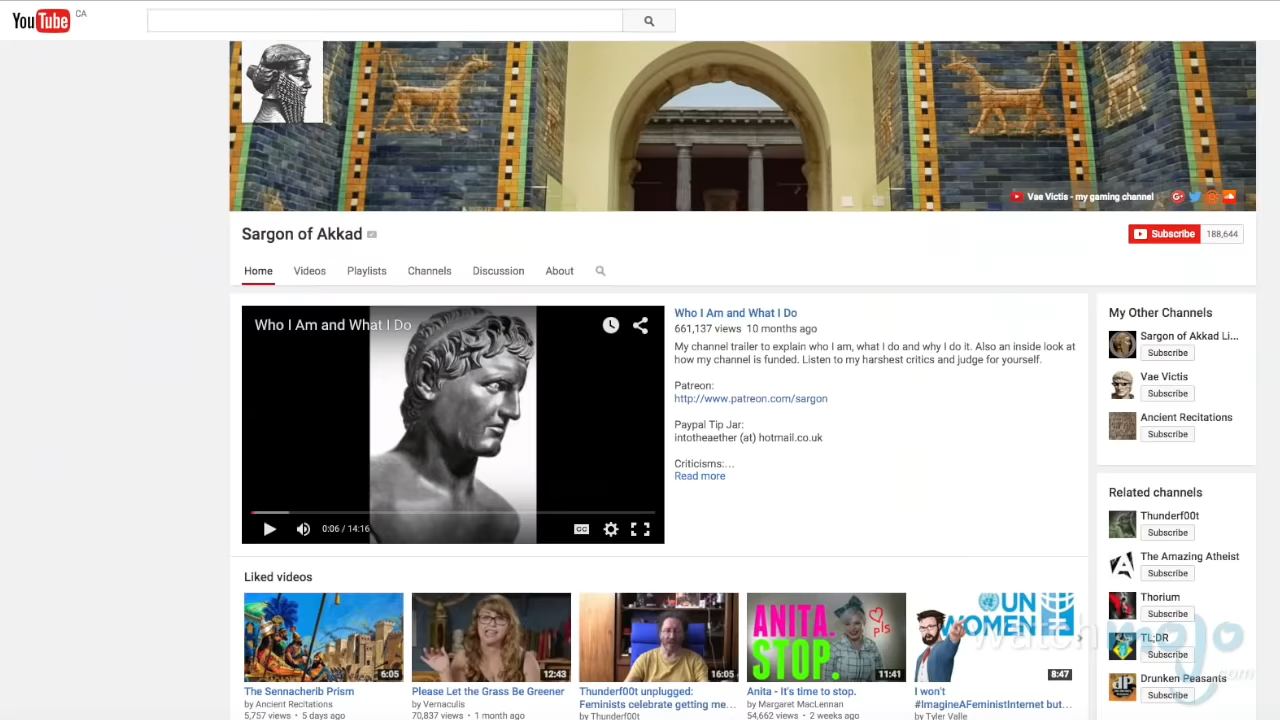 YouTube CA
Vae Victis - my gaming channel
Sargon of Akkad
Subscribe 188,644
Home Videos Playlists Channels Discussion About
Who I Am and What I Do
0:06 / 14:16
CC
Who I Am and What I Do
661,137 views 10 months ago
My channel trailer to explain who I am, what I do and why I do it. Also an inside look at
how my channel is funded. Listen to my harshest critics and judge for yourself.
Patreon:
http://www.patreon.com/sargon
Paypal Tip Jar:
intotheaether (at) hotmail.co.uk
Criticisms:...
Read more
My Other Channels
Sargon of Akkad Li...
Subscribe
Vae Victis
Subscribe
Ancient Recitations
Subscribe
Related channels
Thunderf00t
Subscribe
The Amazing Atheist
Subscribe
Thorium
Subscribe
TL;DR
Subscribe
Drunken Peasants
Subscribe
DP
watchmojo.com
Liked videos
6:05
The Sennacherib Prism
by Ancient Recitations
5,757 views • 5 days ago
12:43
Please Let the Grass Be Greener
by Vernaculis
70,837 views • 1 month ago
16:05
Thunderf00t unplugged:
Feminists celebrate getting me...
by Thunderf00t
ANITA.
STOP.
pls
11:41
Anita - It's time to stop.
by Margaret MacLennan
54,662 views • 2 weeks ago
UN
WOMEN
8:47
I won't
#ImagineAFeministInternet but...
by Tyler Valle